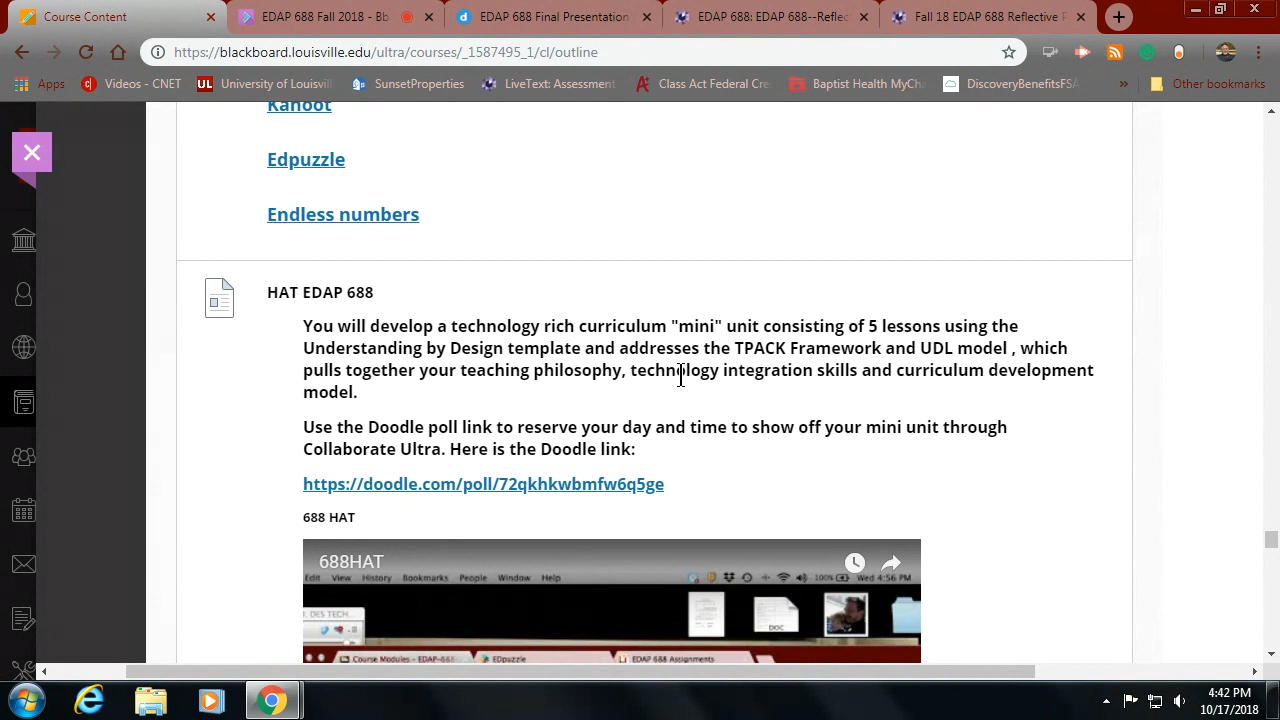 Course Content
EDAP 688 Fall 2018 - Bb
EDAP 688 Final Presentation
EDAP 688: EDAP 688--Refle
Fall 18 EDAP 688 Reflective P
https://blackboard.louisville.edu/ultra/courses/_1587495_1/cl/outline
Apps
Videos - CNET
University of Louisvill
SunsetProperties
LiveText: Assessment
Class Act Federal Cre
Baptist Health MyCha
DiscoveryBenefitsFSA
»
Other bookmarks
Kahoot
Edpuzzle
Endless numbers
HAT EDAP 688
You will develop a technology rich curriculum "mini" unit consisting of 5 lessons using the
Understanding by Design template and addresses the TPACK Framework and UDL model , which
pulls together your teaching philosophy, technology integration skills and curriculum development
model.
Use the Doodle poll link to reserve your day and time to show off your mini unit through
Collaborate Ultra. Here is the Doodle link:
https://doodle.com/poll/72qkhkwbmfw6q5ge
688 HAT
688HAT
Edit View History Bookmarks People Window Help
100% Wed 4:56 PM
DES TECH...
DOC
Course Modules - EDAP-688-
EDpuzzle
EDAP 688 Assignments
4:42 PM
10/17/2018